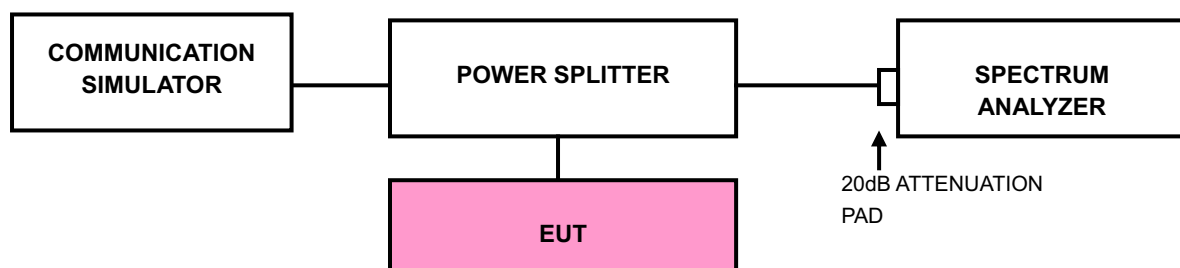 COMMUNICATION
SIMULATOR
POWER SPLITTER
SPECTRUM
ANALYZER
20dB ATTENUATION
PAD
EUT